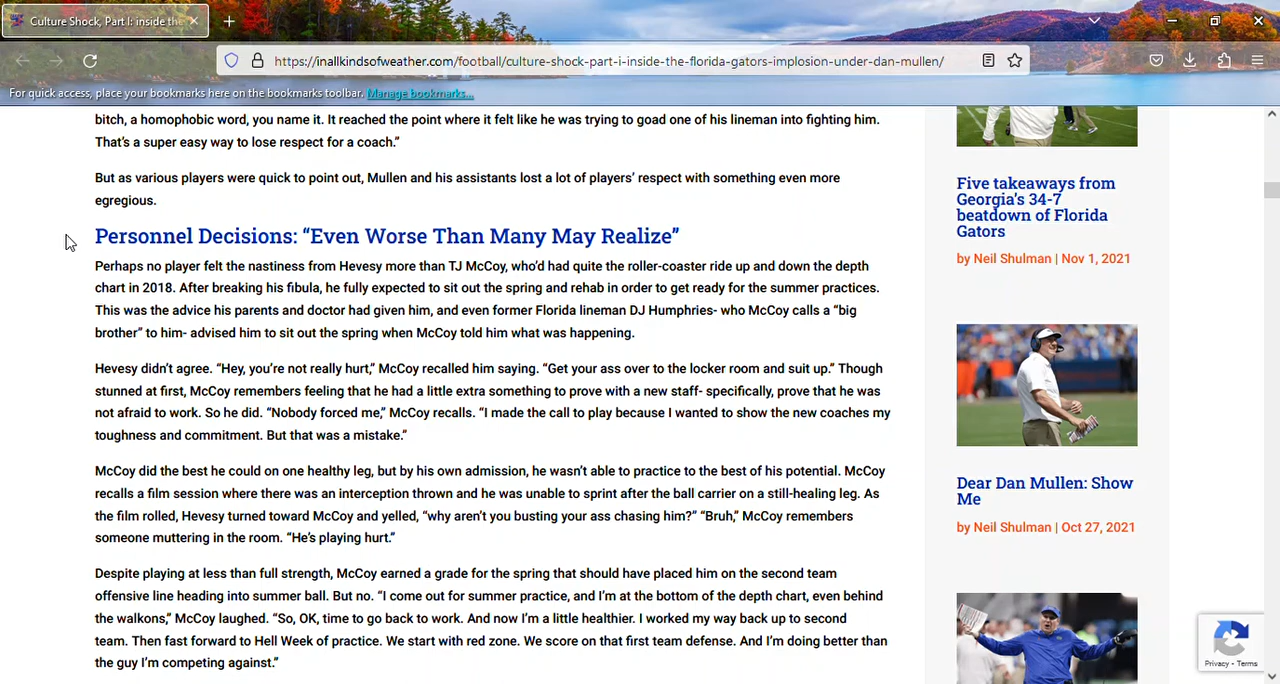 Culture Shock, Part I: inside the
https://inallkindsofweather.com/football/culture-shock-part-i-inside-the-florida-gators-implosion-under-dan-mullen/
For quick access, place your bookmarks here on the bookmarks toolbar. Manage bookmarks...
bitch, a homophobic word, you name it. It reached the point where it felt like he was trying to goad one of his lineman into fighting him.
That's a super easy way to lose respect for a coach.”
But as various players were quick to point out, Mullen and his assistants lost a lot of players’ respect with something even more
egregious.
Personnel Decisions: “Even Worse Than Many May Realize”
Perhaps no player felt the nastiness from Hevesy more than TJ McCoy, who’d had quite the roller-coaster ride up and down the depth
chart in 2018. After breaking his fibula, he fully expected to sit out the spring and rehab in order to get ready for the summer practices.
This was the advice his parents and doctor had given him, and even former Florida lineman DJ Humphries- who McCoy calls a “big
brother” to him- advised him to sit out the spring when McCoy told him what was happening.
Hevesy didn’t agree. “Hey, you’re not really hurt,” McCoy recalled him saying. “Get your ass over to the locker room and suit up.” Though
stunned at first, McCoy remembers feeling that he had a little extra something to prove with a new staff- specifically, prove that he was
not afraid to work. So he did. “Nobody forced me,” McCoy recalls. “I made the call to play because I wanted to show the new coaches my
toughness and commitment. But that was a mistake.”
McCoy did the best he could on one healthy leg, but by his own admission, he wasn’t able to practice to the best of his potential. McCoy
recalls a film session where there was an interception thrown and he was unable to sprint after the ball carrier on a still-healing leg. As
the film rolled, Hevesy turned toward McCoy and yelled, “why aren’t you busting your ass chasing him?” “Bruh,” McCoy remembers
someone muttering in the room. “He’s playing hurt.”
Despite playing at less than full strength, McCoy earned a grade for the spring that should have placed him on the second team
offensive line heading into summer ball. But no. “I come out for summer practice, and I’m at the bottom of the depth chart, even behind
the walkons,” McCoy laughed. “So, OK, time to go back to work. And now I’m a little healthier. I worked my way back up to second
team. Then fast forward to Hell Week of practice. We start with red zone. We score on that first team defense. And I’m doing better than
the guy I’m competing against.”
Five takeaways from
Georgia’s 34-7
beatdown of Florida
Gators
by Neil Shulman | Nov 1, 2021
Dear Dan Mullen: Show
Me
by Neil Shulman | Oct 27, 2021
Privacy - Terms